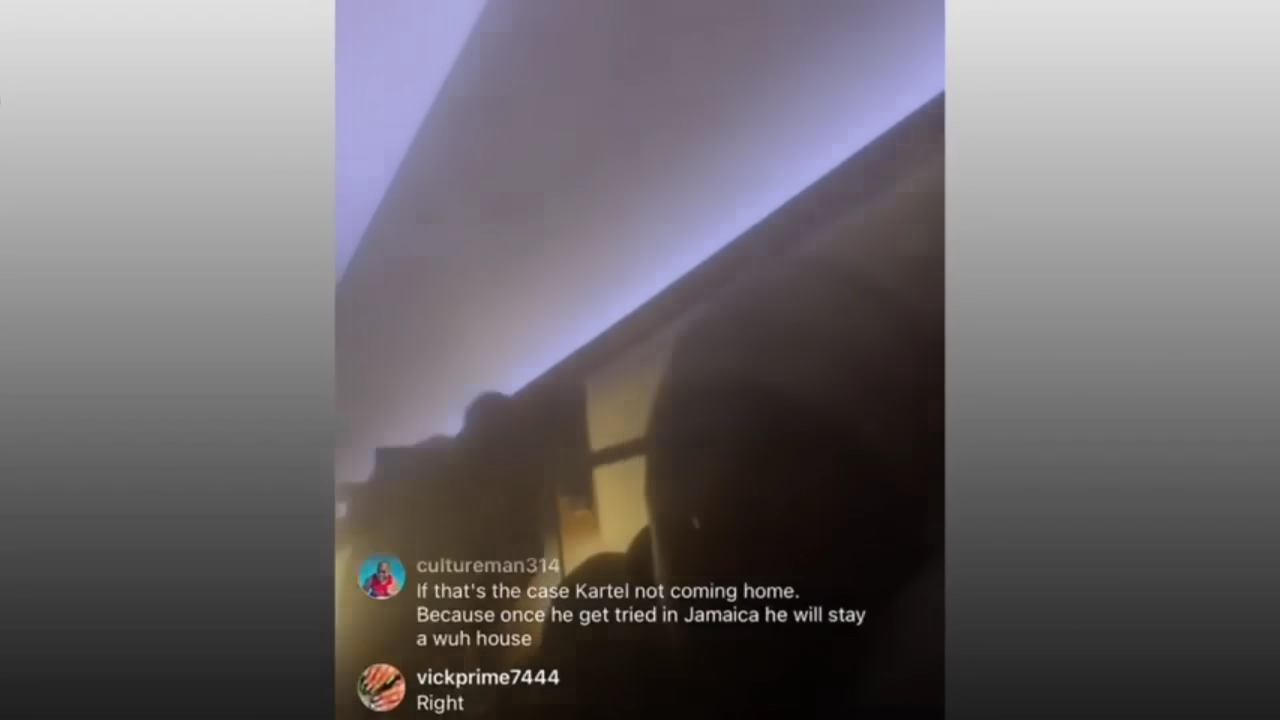 cultureman314
If that's the case Kartel not coming home.
Because once he get tried in Jamaica he will stay
a wuh house
vickprime7444
Right